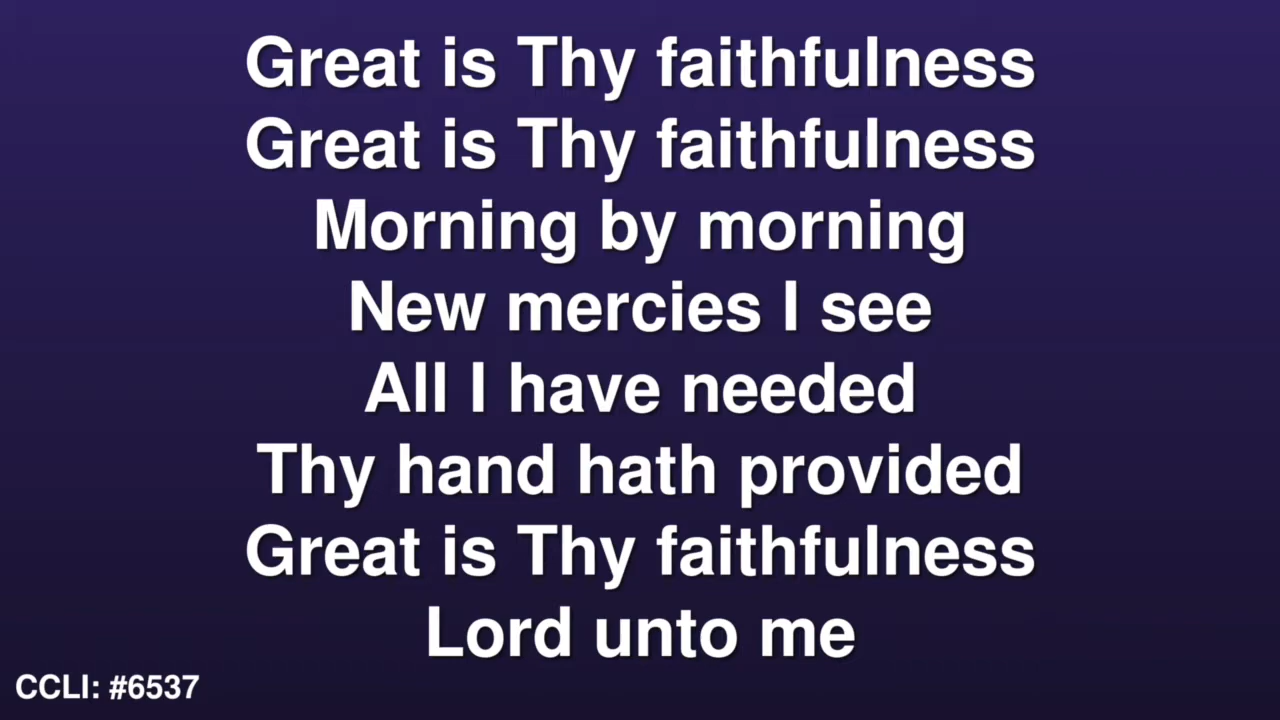 Great is Thy faithfulness
Great is Thy faithfulness
Morning by morning
New mercies I see
All I have needed
Thy hand hath provided
Great is Thy faithfulness
Lord unto me
CCLI: #6537